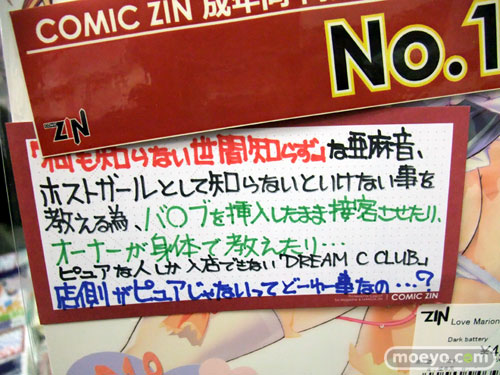 COMIC ZIN 成年同
No.1
ZIN
「何も知らない世間知らず」な亜麻音、
ホストガールとして知らないといけない事を
教える為、バ○ブを挿入したまま接客させたり、
オーナーが身体で教えたり…
ピュアな人しか入店できない「DREAM C CLUB」
店側がピュアじゃないってどーゆー事なの…?
COMIC ZIN
ZIN Love Marion
Dark battery
moeyo.com